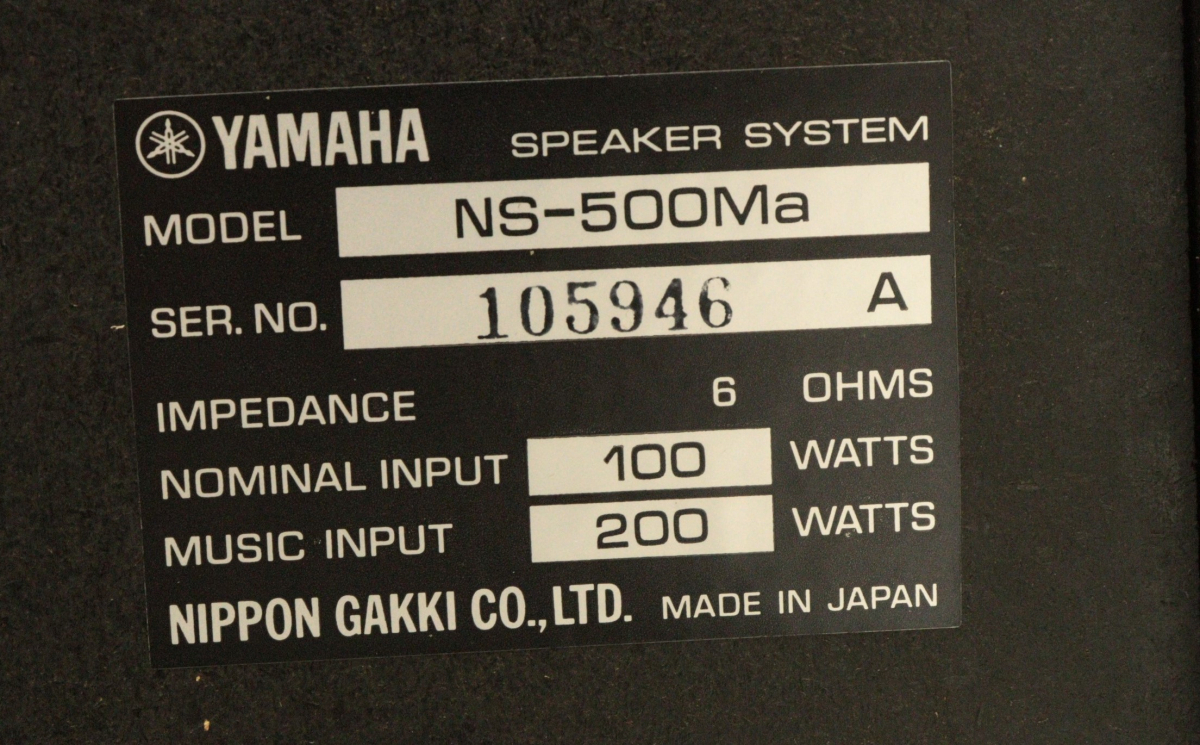 YAMAHA SPEAKER SYSTEM
MODEL NS-500Ma
SER. NO. 105946 A
IMPEDANCE 6 OHMS
NOMINAL INPUT 100 WATTS
MUSIC INPUT 200 WATTS
NIPPON GAKKI CO., LTD. MADE IN JAPAN